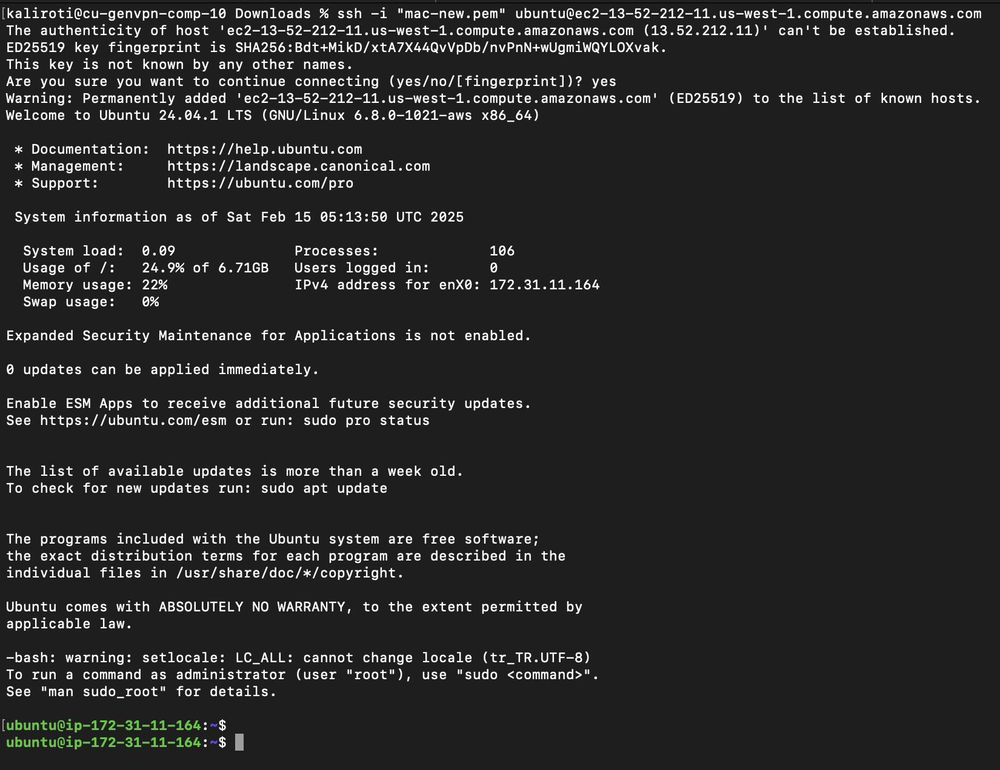 [kaliroti@cu-genvpn-comp-10 Downloads % ssh -i "mac-new.pem" ubuntu@ec2-13-52-212-11.us-west-1.compute.amazonaws.com
The authenticity of host 'ec2-13-52-212-11.us-west-1.compute.amazonaws.com (13.52.212.11)' can't be established.
ED25519 key fingerprint is SHA256:Bdt+MikD/xtA7X44QvVpDb/nvPnN+wUgmiWQYLOXvak.
This key is not known by any other names.
Are you sure you want to continue connecting (yes/no/[fingerprint])? yes
Warning: Permanently added 'ec2-13-52-212-11.us-west-1.compute.amazonaws.com' (ED25519) to the list of known hosts.
Welcome to Ubuntu 24.04.1 LTS (GNU/Linux 6.8.0-1021-aws x86_64)

 * Documentation:  https://help.ubuntu.com
 * Management:     https://landscape.canonical.com
 * Support:        https://ubuntu.com/pro

 System information as of Sat Feb 15 05:13:50 UTC 2025

  System load:  0.09              Processes:             106
  Usage of /:   24.9% of 6.71GB   Users logged in:       0
  Memory usage: 22%               IPv4 address for enX0: 172.31.11.164
  Swap usage:   0%

Expanded Security Maintenance for Applications is not enabled.

0 updates can be applied immediately.

Enable ESM Apps to receive additional future security updates.
See https://ubuntu.com/esm or run: sudo pro status

The list of available updates is more than a week old.
To check for new updates run: sudo apt update

The programs included with the Ubuntu system are free software;
the exact distribution terms for each program are described in the
individual files in /usr/share/doc/*/copyright.

Ubuntu comes with ABSOLUTELY NO WARRANTY, to the extent permitted by
applicable law.

-bash: warning: setlocale: LC_ALL: cannot change locale (tr_TR.UTF-8)
To run a command as administrator (user "root"), use "sudo <command>".
See "man sudo_root" for details.

[ubuntu@ip-172-31-11-164:~$
ubuntu@ip-172-31-11-164:~$